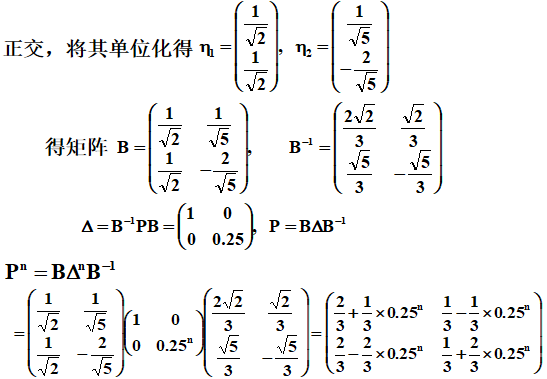 正交，将其单位化得 η₁ = (1/√2; 1/√2), η₂ = (1/√5; −2/√5)
得矩阵 B = (1/√2 1/√5; 1/√2 −2/√5), B⁻¹ = (2√2/3 √2/3; √5/3 −√5/3)
Δ = B⁻¹PB = (1 0; 0 0.25), P = BΔB⁻¹
Pⁿ = BΔⁿB⁻¹
= (1/√2 1/√5; 1/√2 −2/√5)(1 0; 0 0.25ⁿ)(2√2/3 √2/3; √5/3 −√5/3) = (2/3 + 1/3 × 0.25ⁿ 1/3 − 1/3 × 0.25ⁿ; 2/3 − 2/3 × 0.25ⁿ 1/3 + 2/3 × 0.25ⁿ)